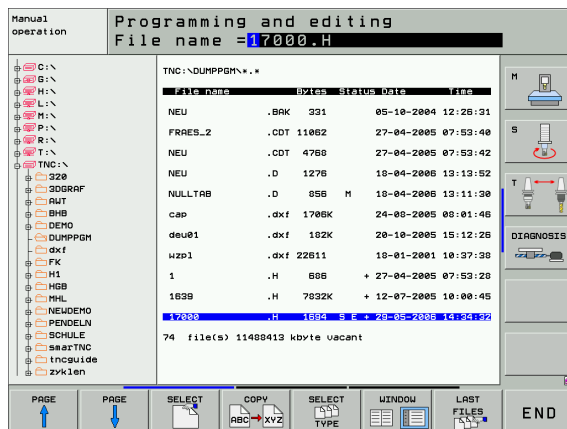 Manual operation
Programming and editing
File name =17000.H
C:\
G:\
H:\
L:\
M:\
P:\
R:\
T:\
TNC:\
320
3DGRAF
AWT
BHB
DEMO
DUMPPGM
dxf
FK
H1
HGB
MHL
NEWDEMO
PENDELN
SCHULE
smarTNC
tncguide
zyklen
TNC:\DUMPPGM\*.*
File name Bytes Status Date Time
NEU .BAK 331 05-10-2004 12:26:31
FRAES_2 .CDT 11062 27-04-2005 07:53:40
NEU .CDT 4768 27-04-2005 07:53:42
NEU .D 1276 18-04-2006 13:13:52
NULLTAB .D 856 M 18-04-2006 13:11:30
cap .dxf 1706K 24-08-2005 08:01:46
deu01 .dxf 182K 20-10-2005 15:12:26
wzpl .dxf 22611 18-01-2001 10:37:38
1 .H 686 + 27-04-2005 07:53:28
1639 .H 7832K + 12-07-2005 10:00:45
17000 .H 1694 S E + 29-05-2006 14:34:32
74 file(s) 11488413 kbyte vacant
M
S
T
DIAGNOSIS
PAGE
PAGE
SELECT
COPY
ABC XYZ
SELECT
TYPE
WINDOW
LAST
FILES
END